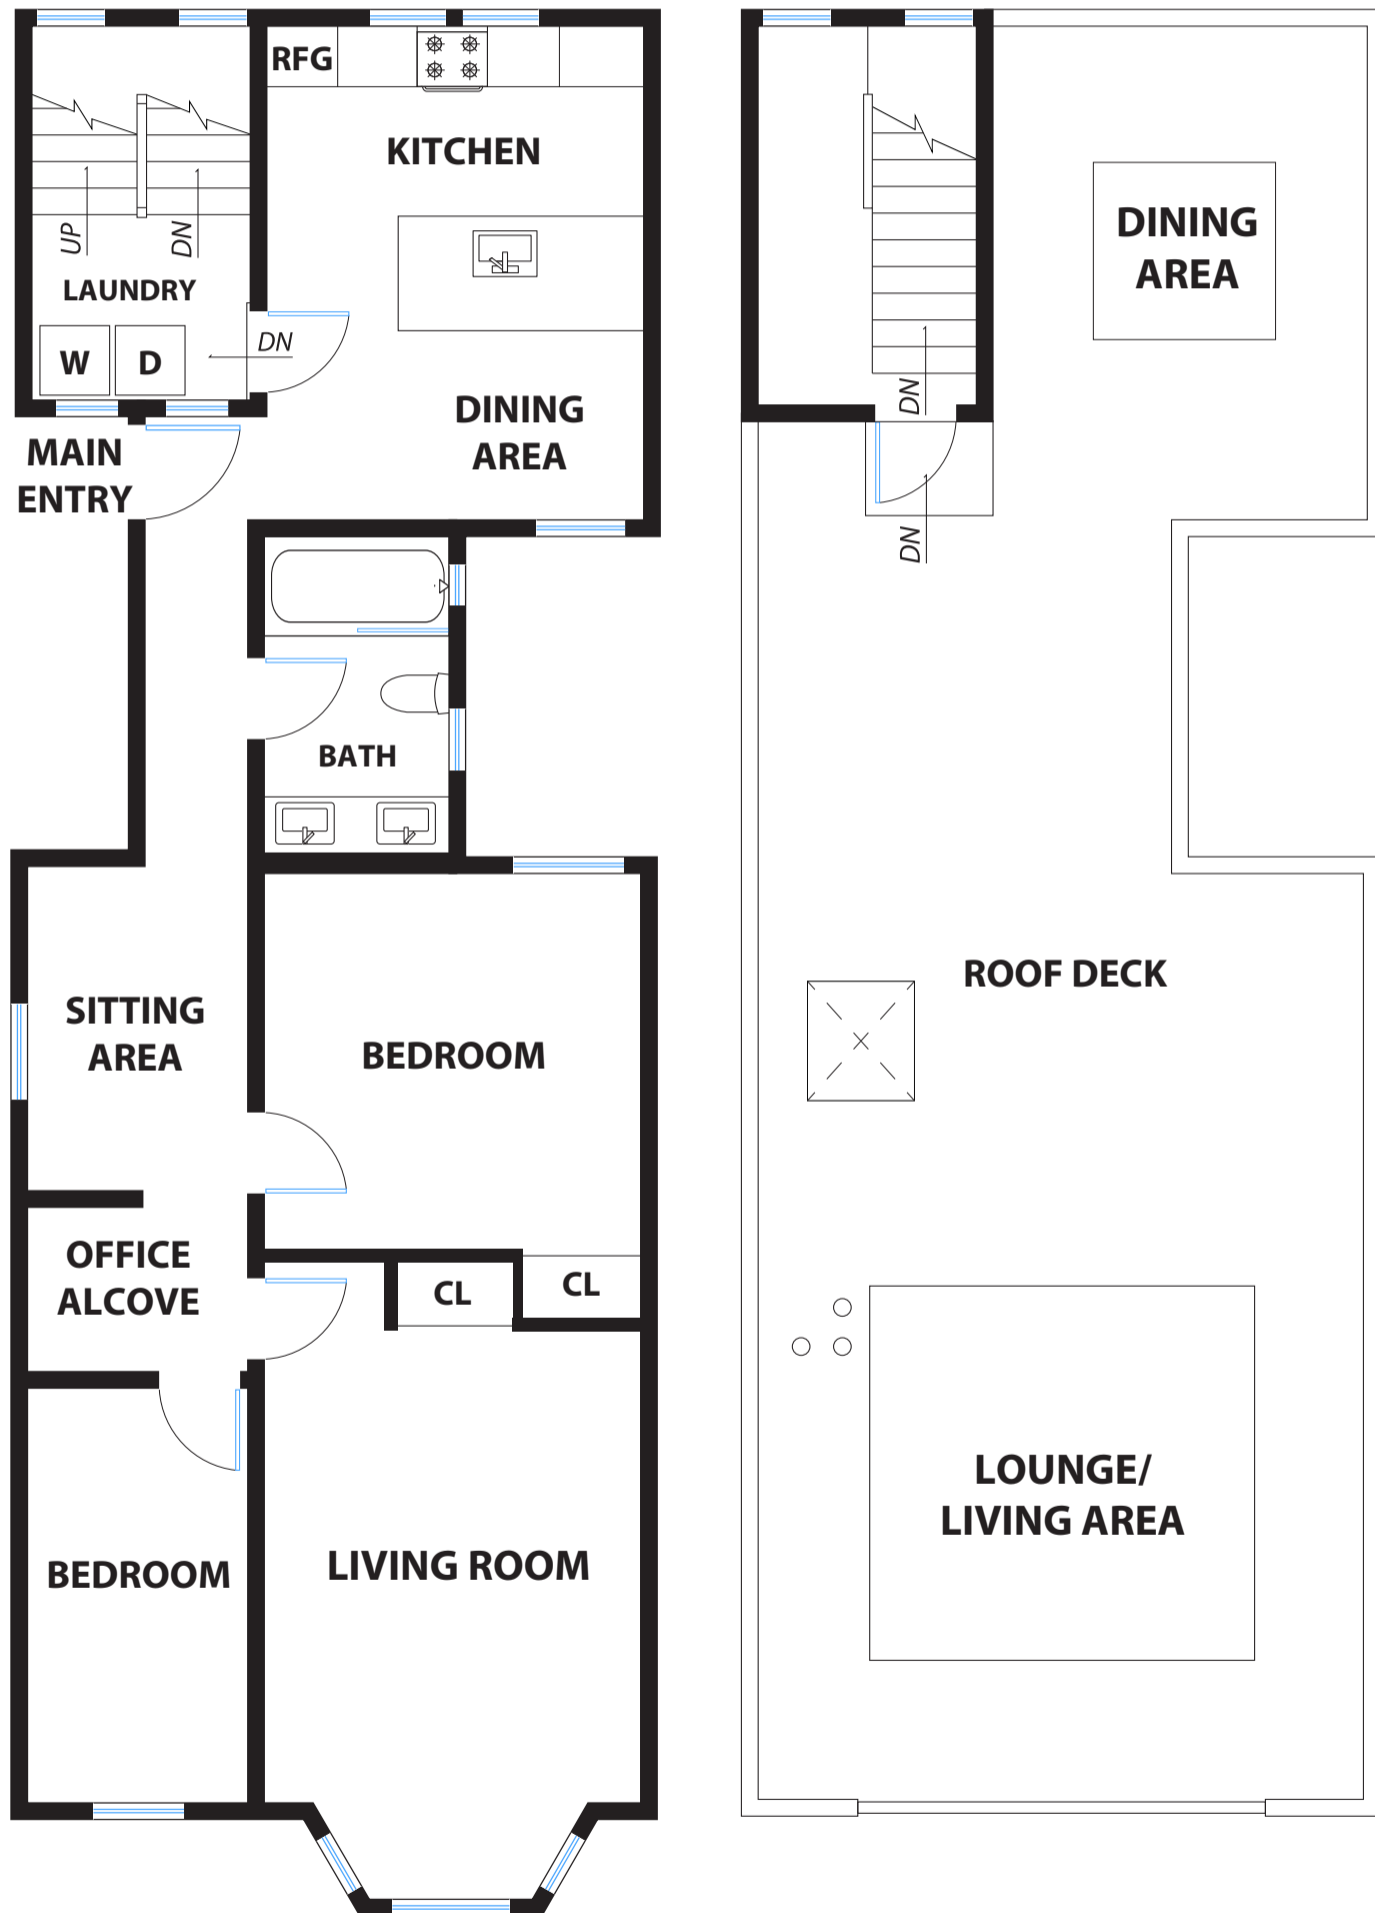 RFG
KITCHEN
UP
DN
LAUNDRY
W
D
DN
DINING
AREA
MAIN
ENTRY
BATH
SITTING
AREA
BEDROOM
OFFICE
ALCOVE
CL
CL
BEDROOM
LIVING ROOM
DINING
AREA
DN
DN
ROOF DECK
LOUNGE/
LIVING AREA